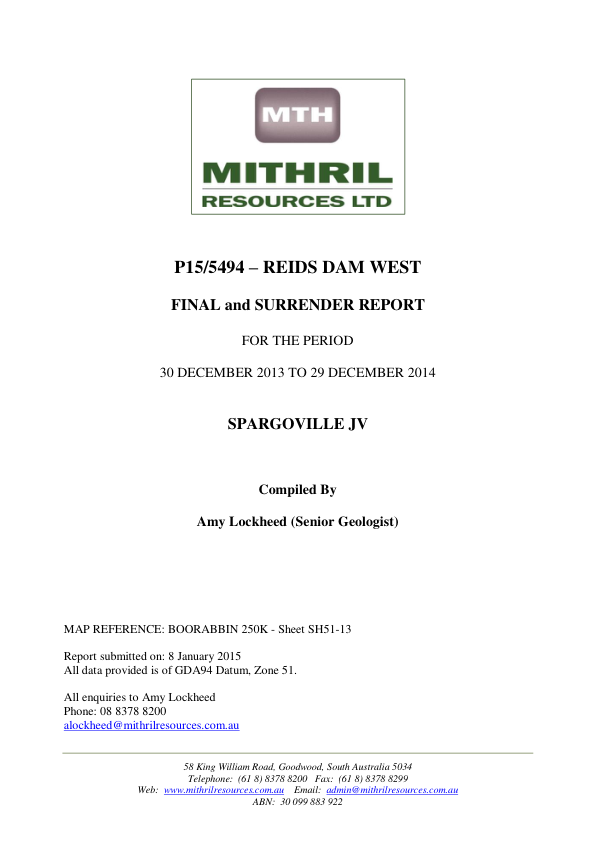 MTH
MITHRIL
RESOURCES LTD
P15/5494 – REIDS DAM WEST
FINAL and SURRENDER REPORT
FOR THE PERIOD
30 DECEMBER 2013 TO 29 DECEMBER 2014
SPARGOVILLE JV
Compiled By
Amy Lockheed (Senior Geologist)
MAP REFERENCE: BOORABBIN 250K - Sheet SH51-13
Report submitted on: 8 January 2015
All data provided is of GDA94 Datum, Zone 51.
All enquiries to Amy Lockheed
Phone: 08 8378 8200
alockheed@mithrilresources.com.au
58 King William Road, Goodwood, South Australia 5034
Telephone: (61 8) 8378 8200 Fax: (61 8) 8378 8299
Web: www.mithrilresources.com.au Email: admin@mithrilresources.com.au
ABN: 30 099 883 922